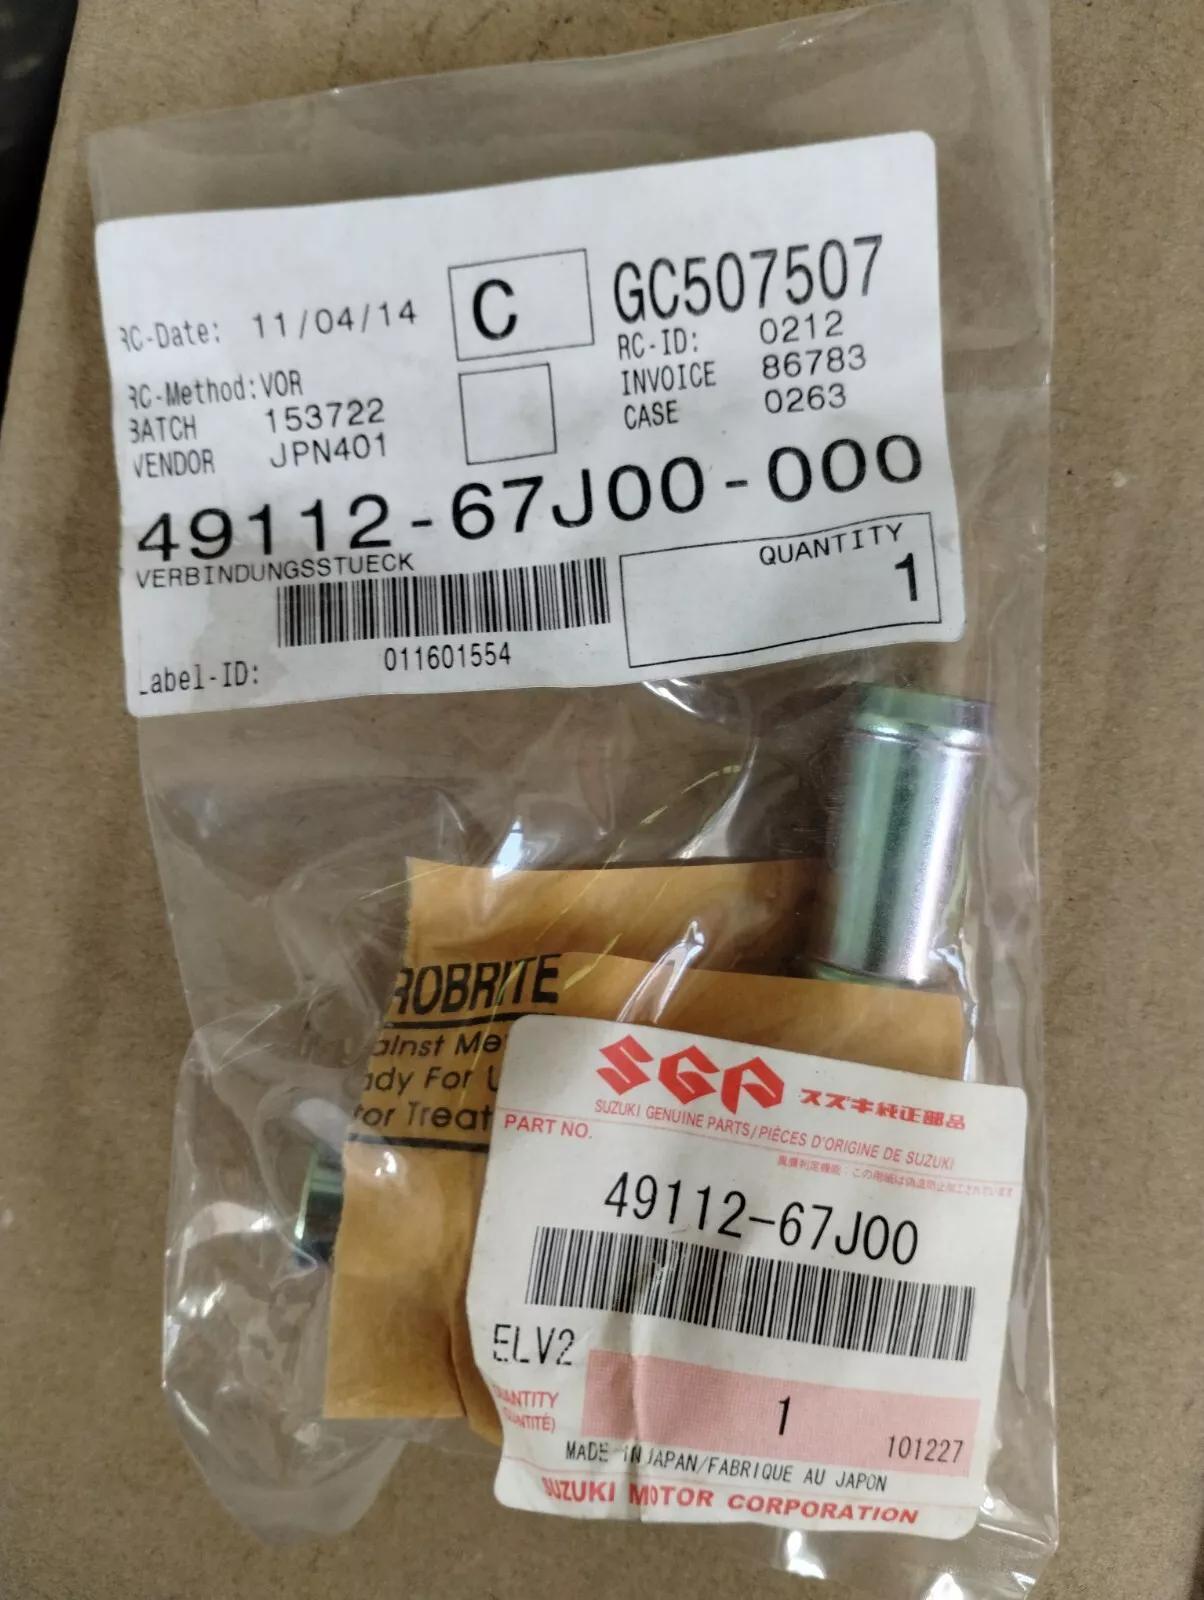 C GC507507
RC-Date: 11/04/14
RC-ID: 0212
RC-Method: VOR
INVOICE 86783
BATCH 153722
CASE 0263
VENDOR JPN401
49112-67J00-000
VERBINDUNGSSTUECK
QUANTITY
1
011601554
Label-ID:
ROBRITE
ainst Me
ady For U
tor Treat
SGP スズキ純正部品
SUZUKI GENUINE PARTS/PIÈCES D'ORIGINE DE SUZUKI
PART NO.
49112-67J00
ELV2
QUANTITY
1
101227
MADE IN JAPAN/FABRIQUE AU JAPON
SUZUKI MOTOR CORPORATION